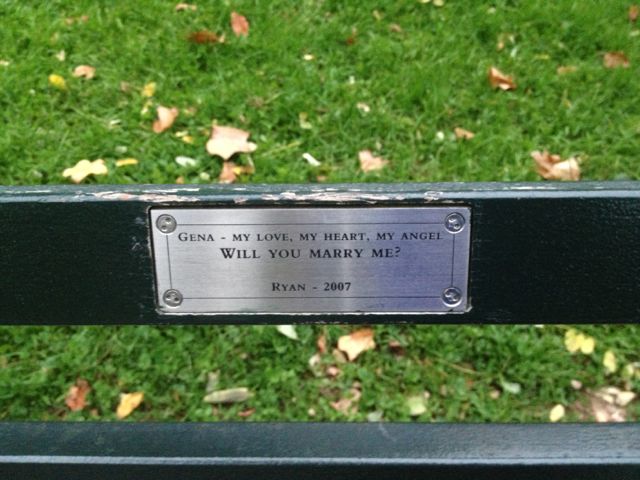 Gena - my love, my heart, my angel
Will you marry me?
Ryan - 2007